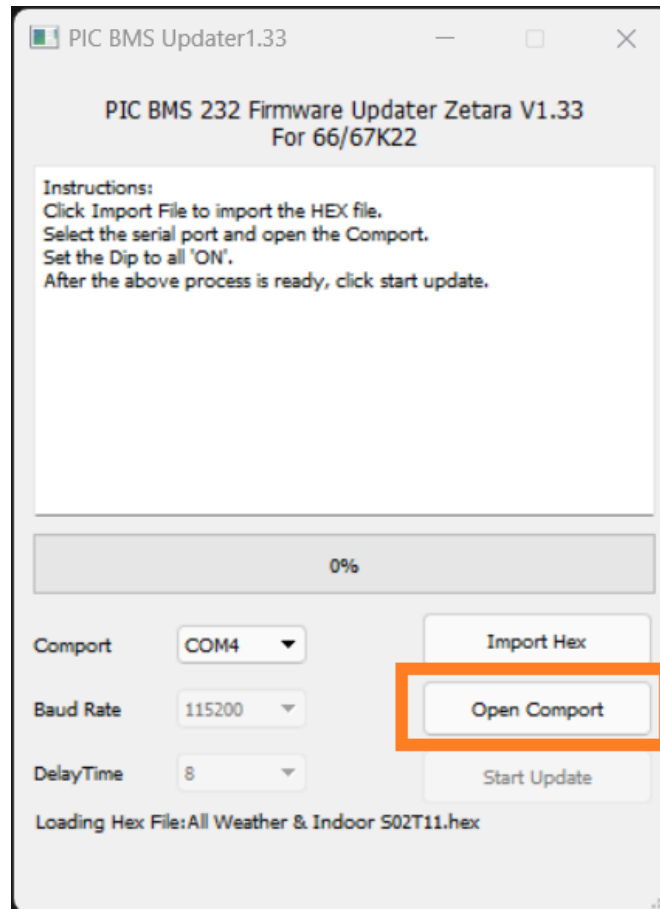 PIC BMS Updater1.33
PIC BMS 232 Firmware Updater Zetara V1.33
For 66/67K22
Instructions:
Click Import File to import the HEX file.
Select the serial port and open the Comport.
Set the Dip to all 'ON'.
After the above process is ready, click start update.
0%
Comport COM4 Import Hex
Baud Rate 115200 Open Comport
DelayTime 8 Start Update
Loading Hex File:All Weather & Indoor S02T11.hex